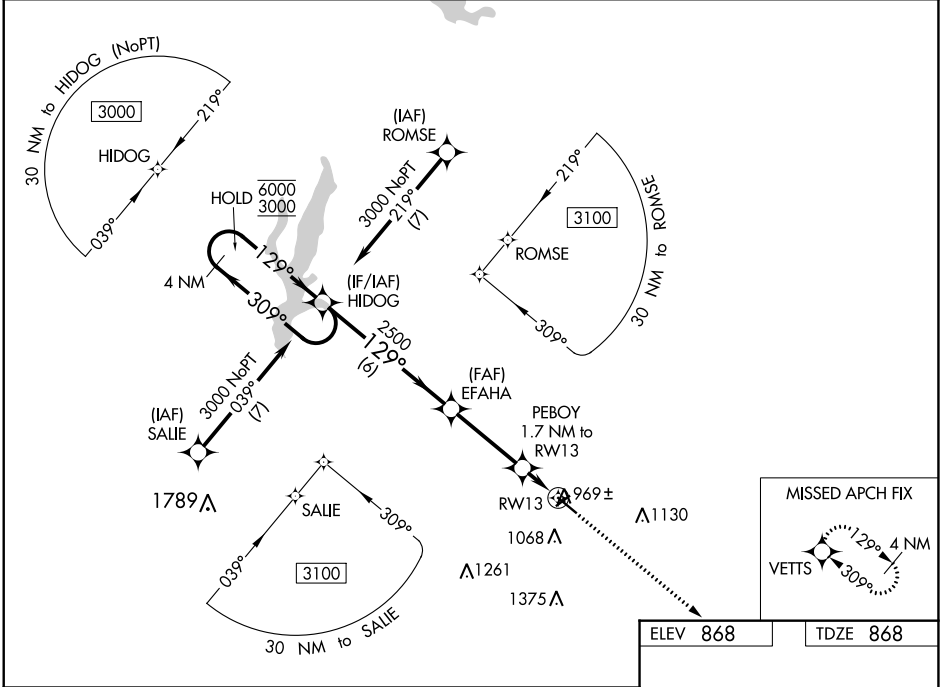 30 NM to HIDOG (NoPT)
3000
219°
HIDOG
039°
(IAF)
ROMSE
3000 NoPT
219°
(7)
HOLD
6000
3000
129°
4 NM
309°
(IF/IAF)
HIDOG
219°
3100
ROMSE
309°
30 NM to ROMSE
2500
129°
(6)
(FAF)
EFAHA
3000 NoPT
039°
(7)
(IAF)
SALIE
1789
PEBOY
1.7 NM to
RW13
RW13
969±
1130
1068
1261
1375
SALIE
309°
039°
3100
30 NM to SALIE
MISSED APCH FIX
129°
4 NM
VETTS
309°
ELEV 868
TDZE 868